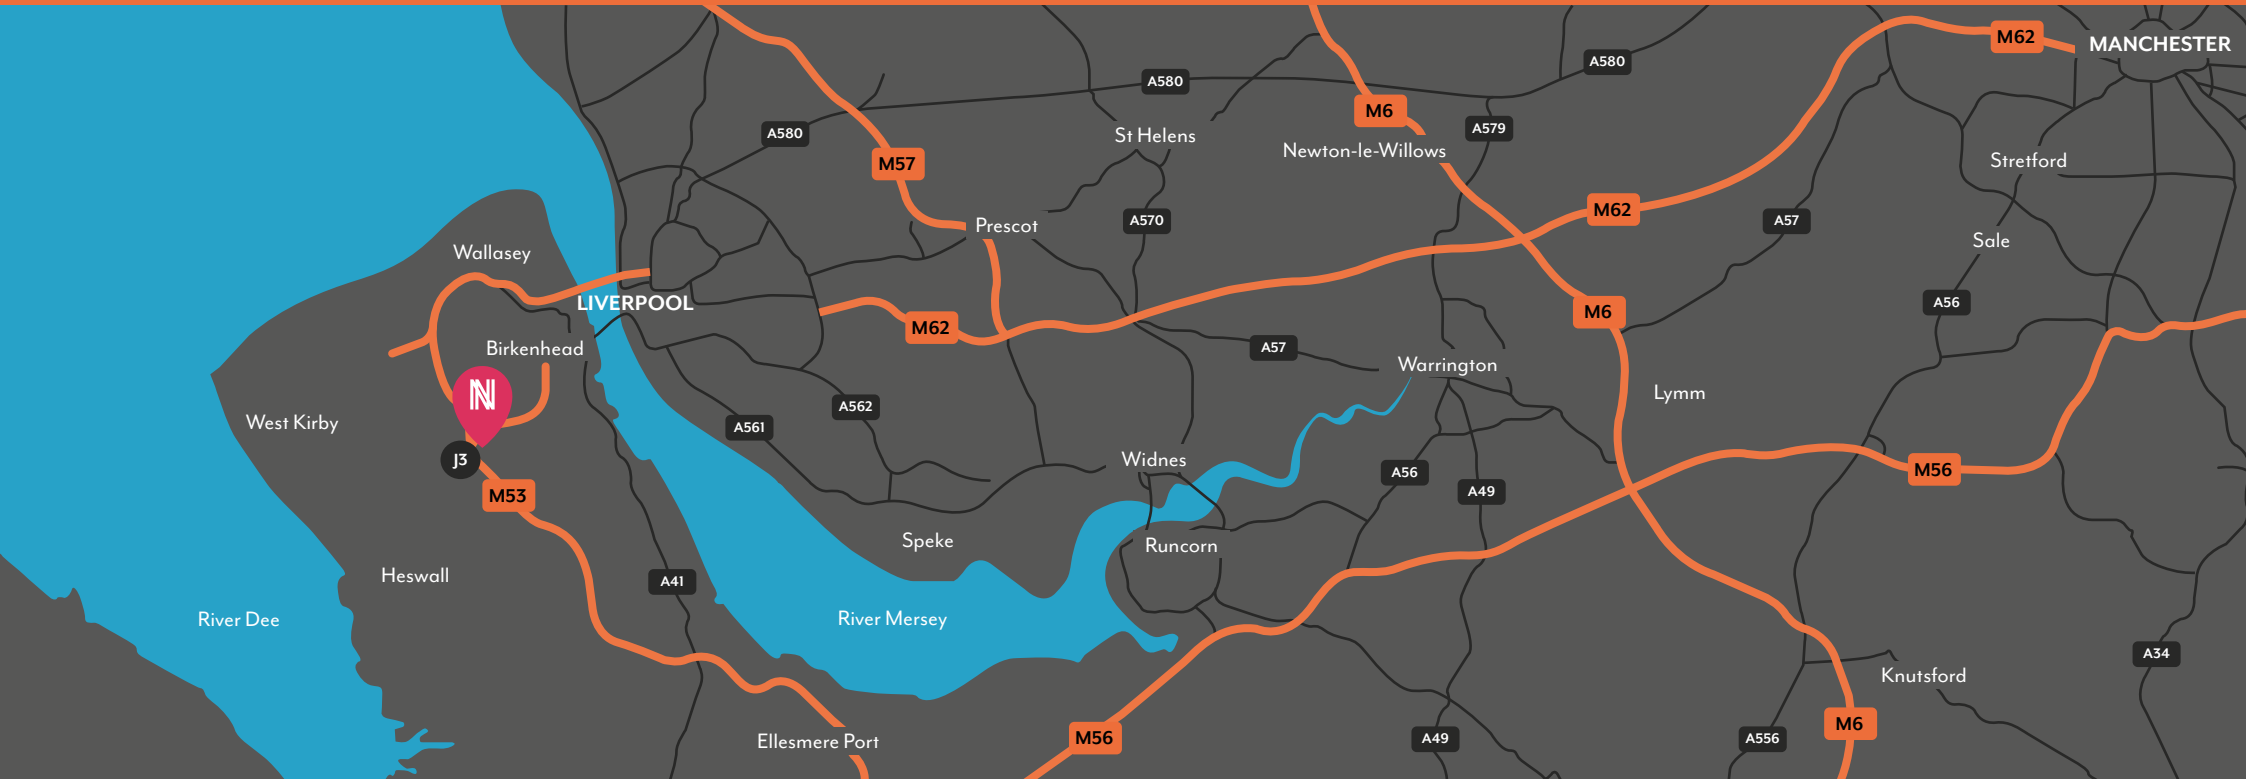 M62
MANCHESTER
A580
A580
M6
A580
St Helens
A579
Newton-le-Willows
M57
Stretford
M62
Prescot
A570
A57
Sale
Wallasey
LIVERPOOL
A56
M6
M62
Birkenhead
A57
Warrington
N
Lymm
A562
West Kirby
A561
J3
Widnes
M56
A56
M53
A49
Speke
Runcorn
Heswall
A41
River Dee
River Mersey
A34
Knutsford
M6
Ellesmere Port
M56
A49
A556